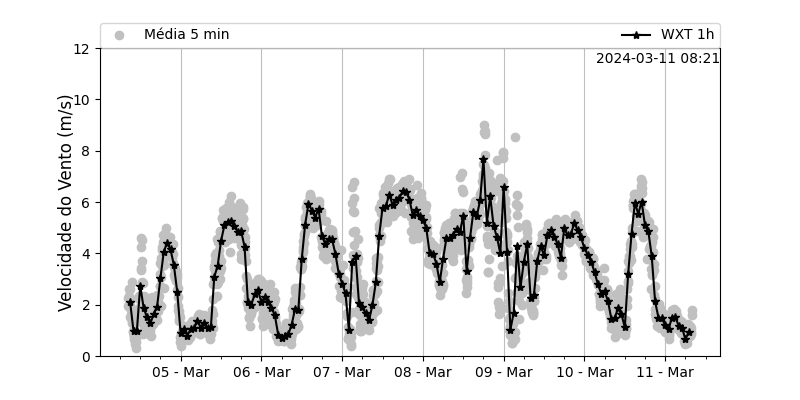 Média 5 min
WXT 1h
2024-03-11 08:21
Velocidade do Vento (m/s)
12
10
8
6
4
2
0
05 - Mar
06 - Mar
07 - Mar
08 - Mar
09 - Mar
10 - Mar
11 - Mar